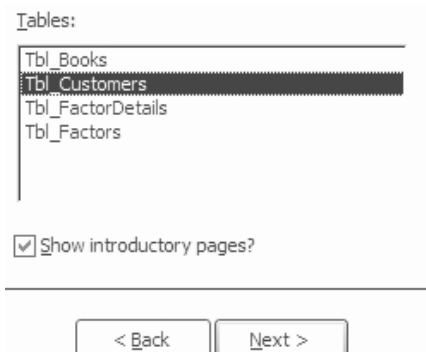 Tables:
Tbl_Books
Tbl_Customers
Tbl_FactorDetails
Tbl_Factors
Show introductory pages?
< Back Next >